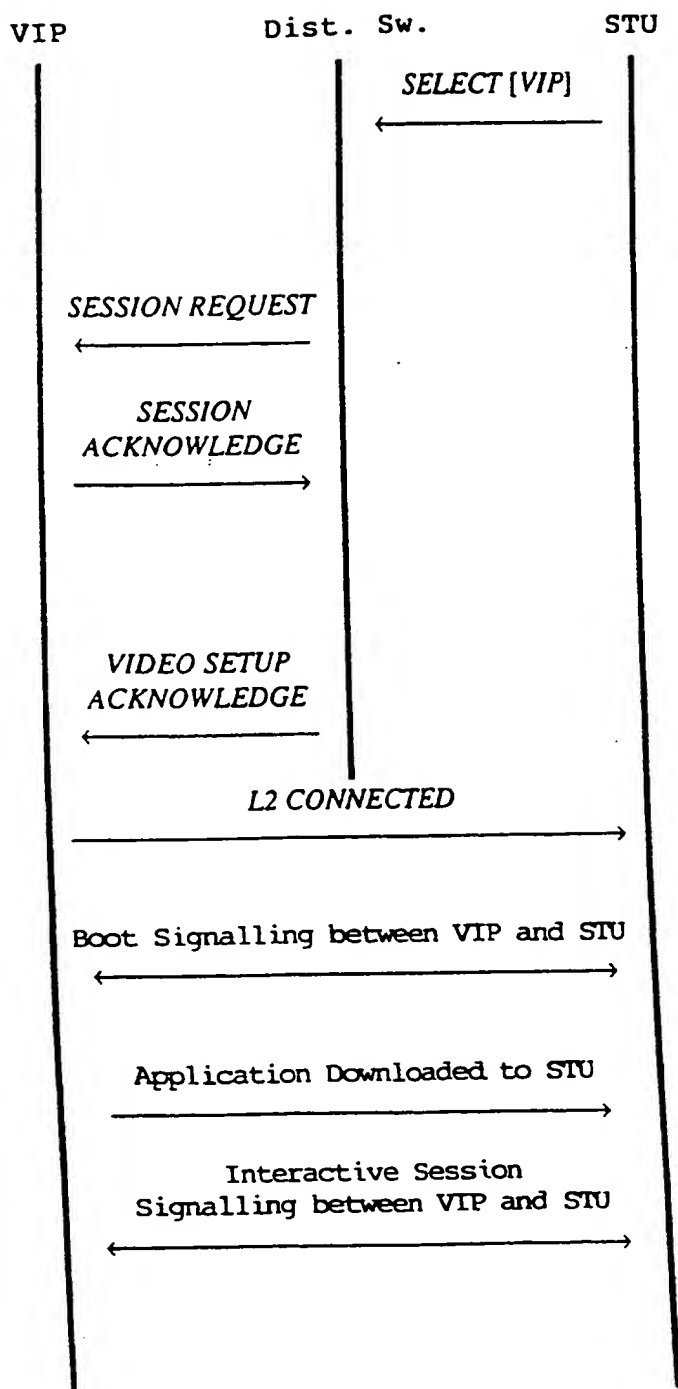 VIP Dist. Sw. STU
SELECT [VIP]
SESSION REQUEST
SESSION
ACKNOWLEDGE
VIDEO SETUP
ACKNOWLEDGE
L2 CONNECTED
Boot Signalling between VIP and STU
Application Downloaded to STU
Interactive Session
Signalling between VIP and STU